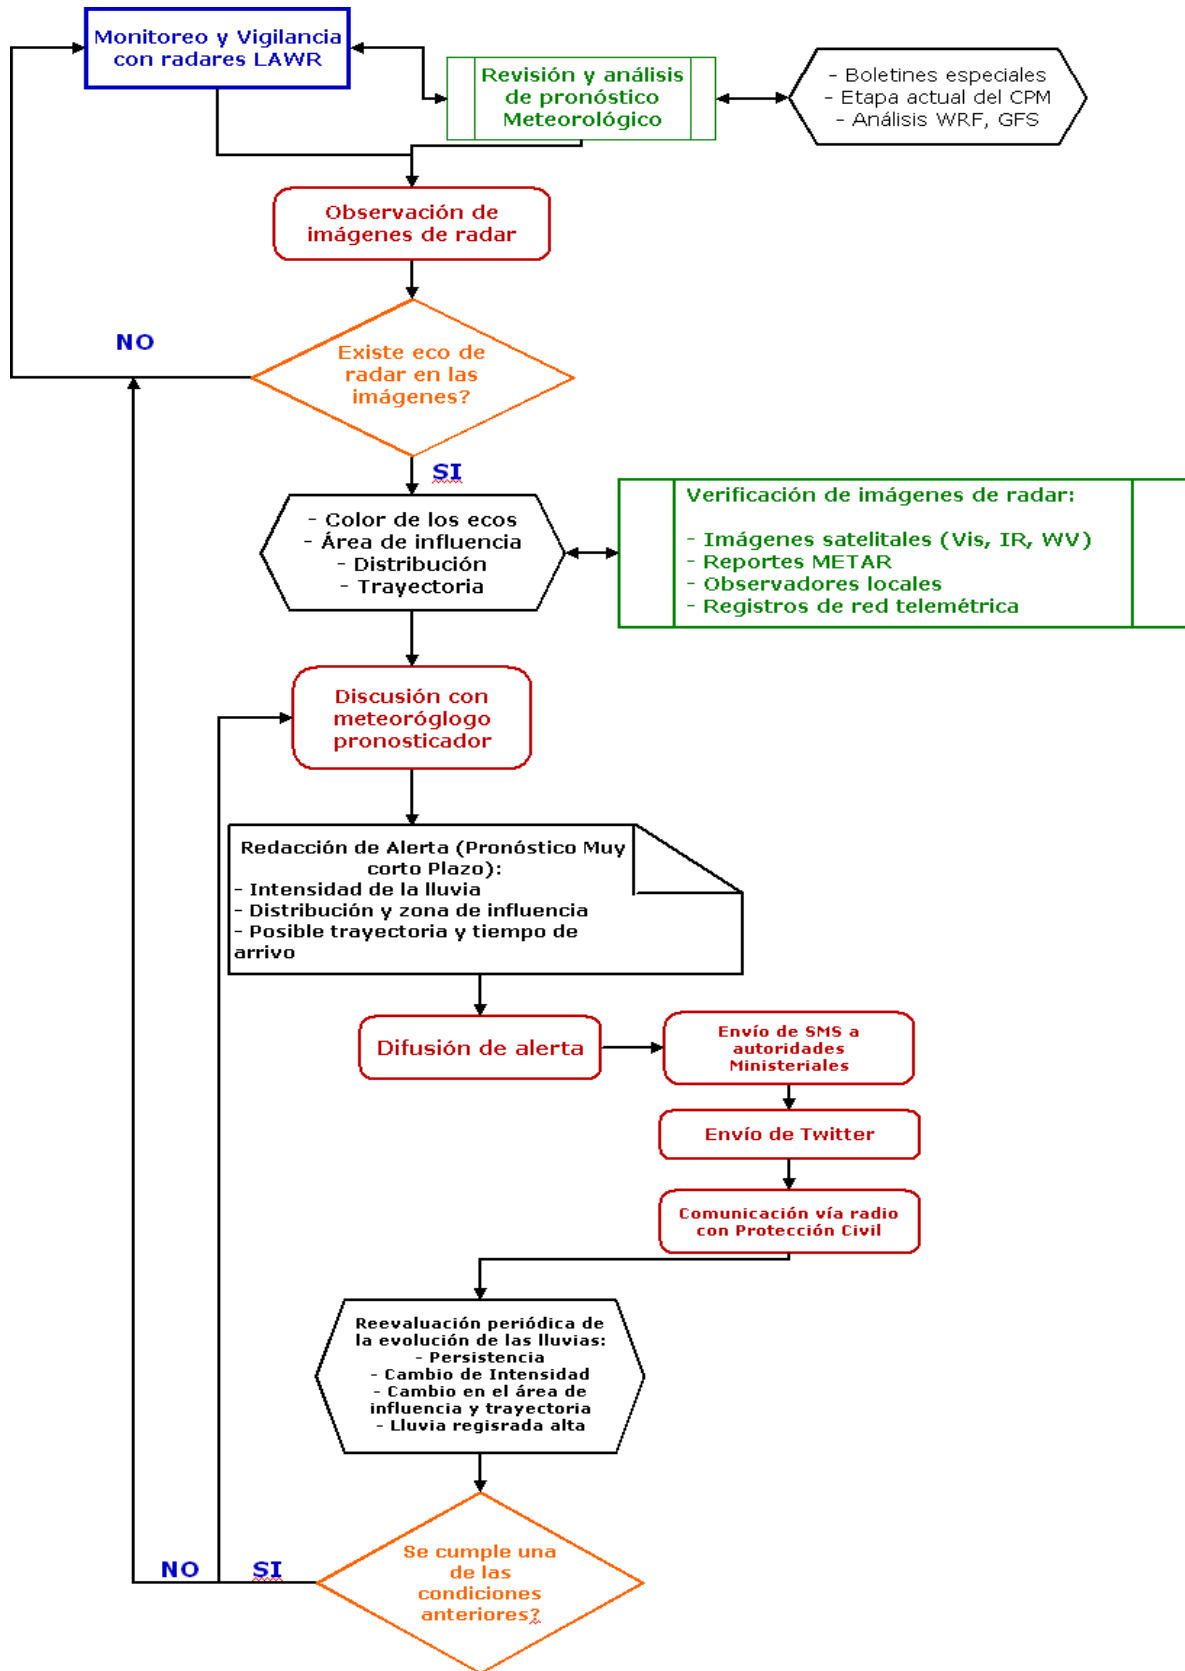 Monitoreo y Vigilancia
con radares LAWR
Revisión y análisis
de pronóstico
Meteorológico
- Boletines especiales
- Etapa actual del CPM
- Análisis WRF, GFS
Observación de
imágenes de radar
NO
Existe eco de
radar en las
imágenes?
SI
- Color de los ecos
- Área de influencia
- Distribución
- Trayectoria
Verificación de imágenes de radar:
- Imágenes satelitales (Vis, IR, WV)
- Reportes METAR
- Observadores locales
- Registros de red telemétrica
Discusión con
meteoróglogo
pronosticador
Redacción de Alerta (Pronóstico Muy
corto Plazo):
- Intensidad de la lluvia
- Distribución y zona de influencia
- Posible trayectoria y tiempo de
arrivo
Difusión de alerta
Envío de SMS a
autoridades
Ministeriales
Envío de Twitter
Comunicación vía radio
con Protección Civil
Reevaluación periódica de
la evolución de las lluvias:
- Persistencia
- Cambio de Intensidad
- Cambio en el área de
influencia y trayectoria
- Lluvia regisrada alta
NO
SI
Se cumple una
de las
condiciones
anteriores?